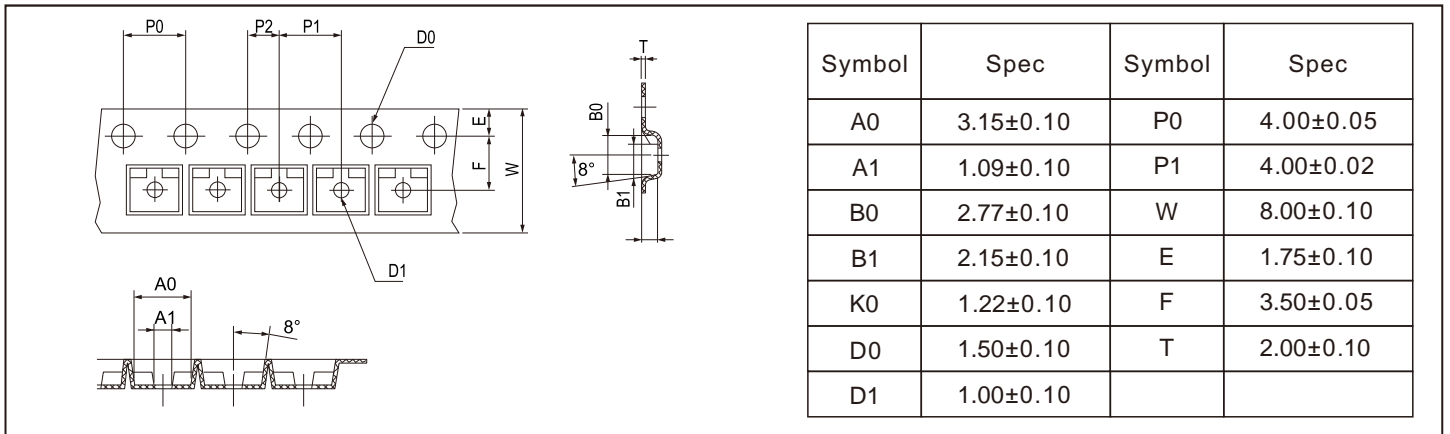 P0 P2 P1 D0
E
F
W
D1
A0
A1
8°
T
B0
8°
B1
Symbol Spec Symbol Spec
A0 3.15±0.10 P0 4.00±0.05
A1 1.09±0.10 P1 4.00±0.02
B0 2.77±0.10 W 8.00±0.10
B1 2.15±0.10 E 1.75±0.10
K0 1.22±0.10 F 3.50±0.05
D0 1.50±0.10 T 2.00±0.10
D1 1.00±0.10